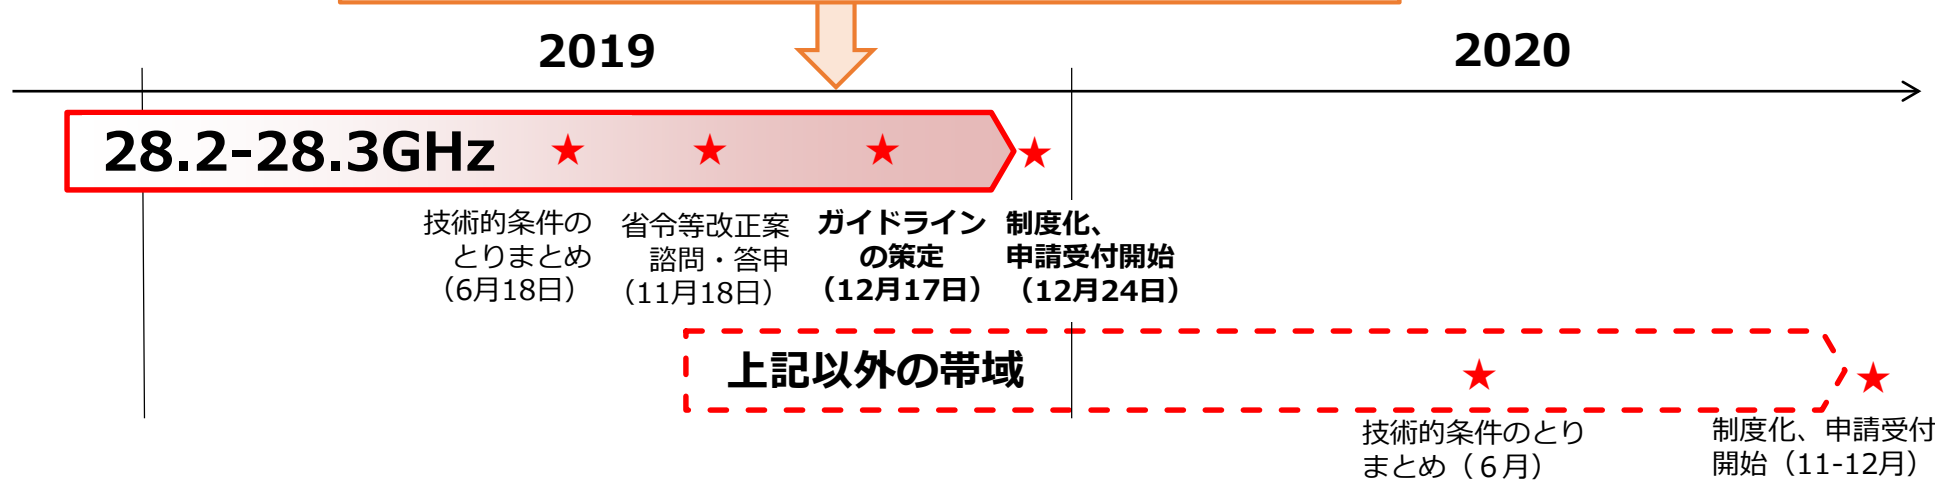 2019
2020
28.2-28.3GHz
技術的条件の
とりまとめ
（6月18日）
省令等改正案
諮問・答申
（11月18日）
ガイドライン
の策定
（12月17日）
制度化、
申請受付開始
（12月24日）
上記以外の帯域
技術的条件のとり
まとめ（６月）
制度化、申請受付
開始（11-12月）